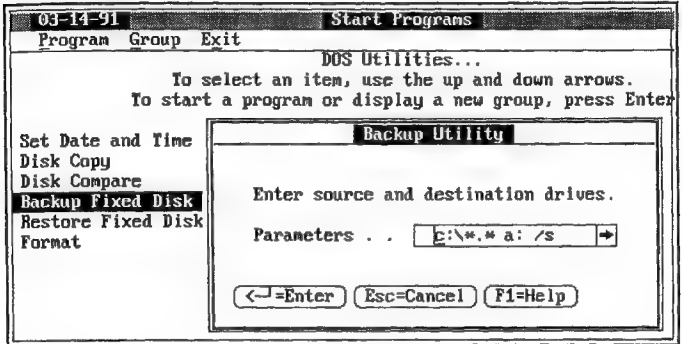 03-14-91 Start Programs
Program Group Exit
DOS Utilities...
To select an item, use the up and down arrows.
To start a program or display a new group, press Enter
Set Date and Time
Disk Copy
Disk Compare
Backup Fixed Disk
Restore Fixed Disk
Format
Backup Utility
Enter source and destination drives.
Parameters . . c:\*.* a: /s →
<─┘=Enter Esc=Cancel F1=Help